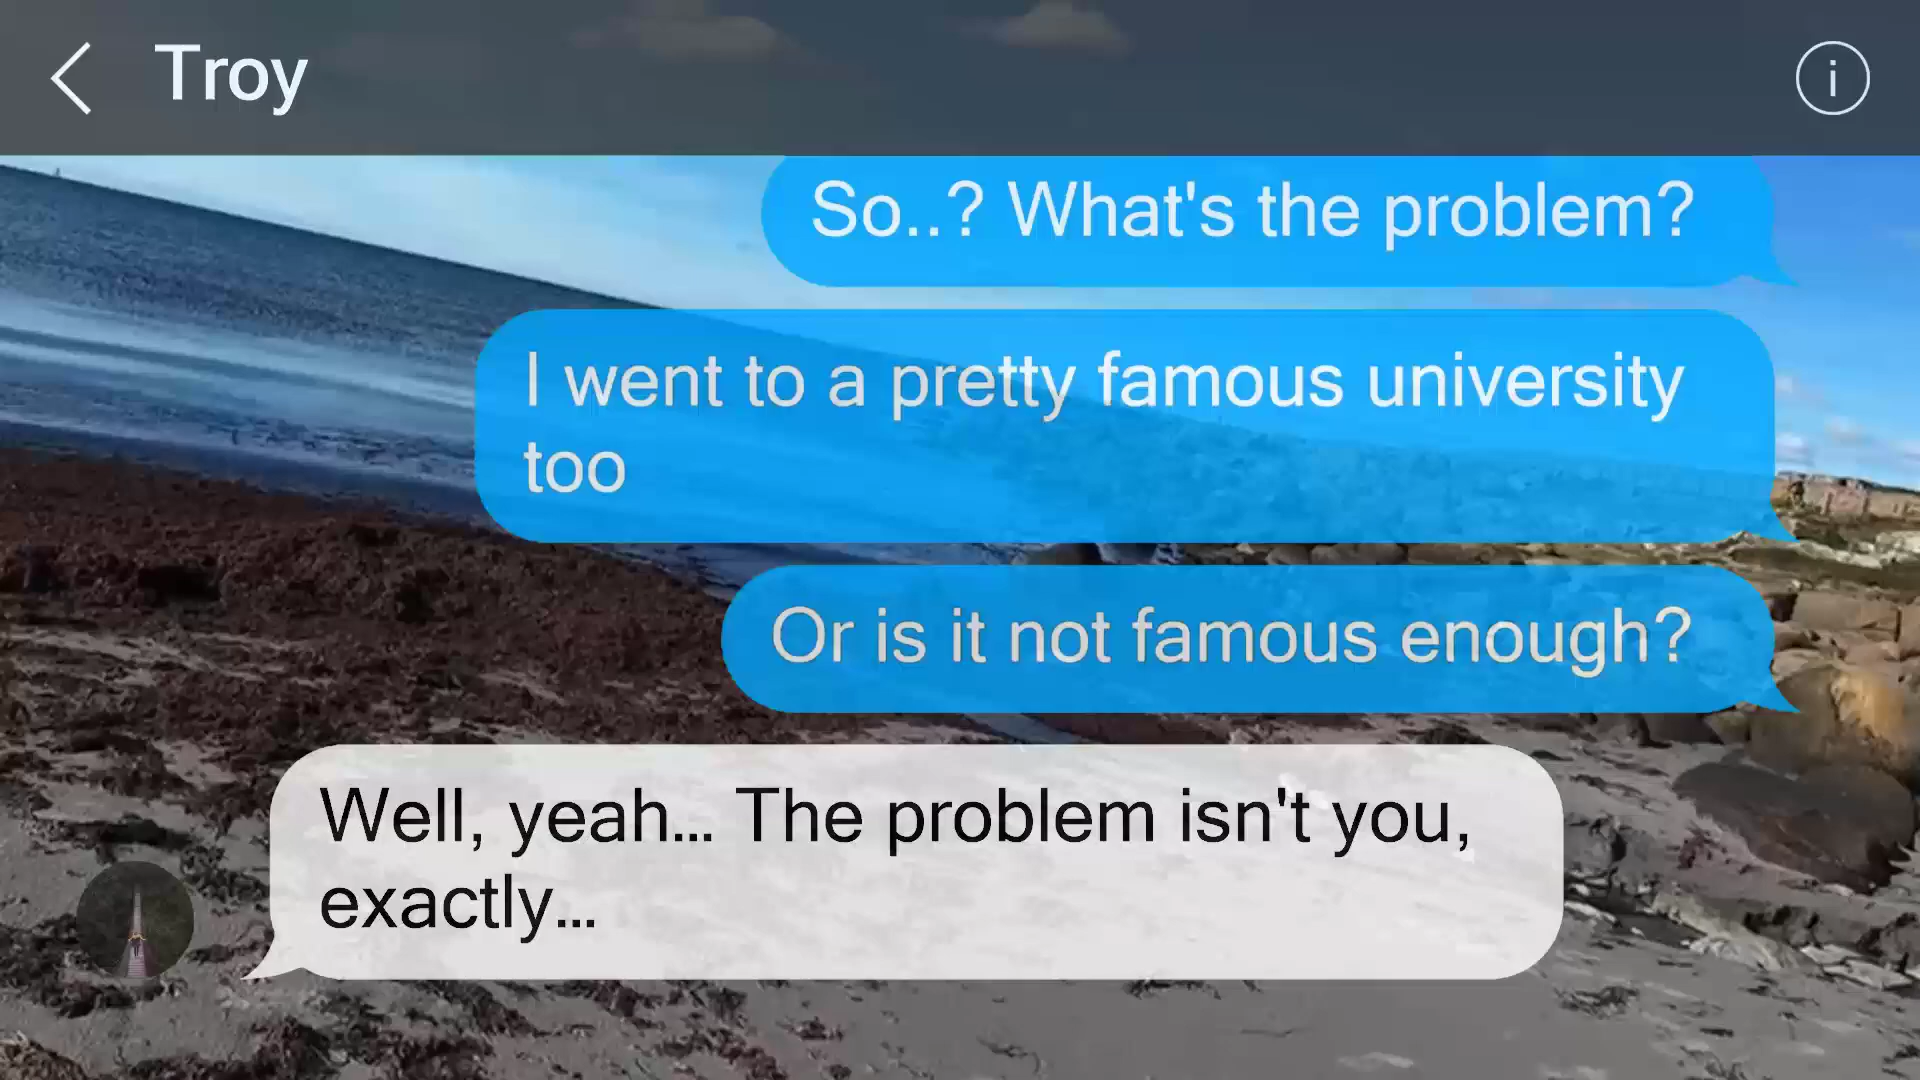 Troy
So..? What's the problem?
I went to a pretty famous university
too
Or is it not famous enough?
Well, yeah... The problem isn't you,
exactly...